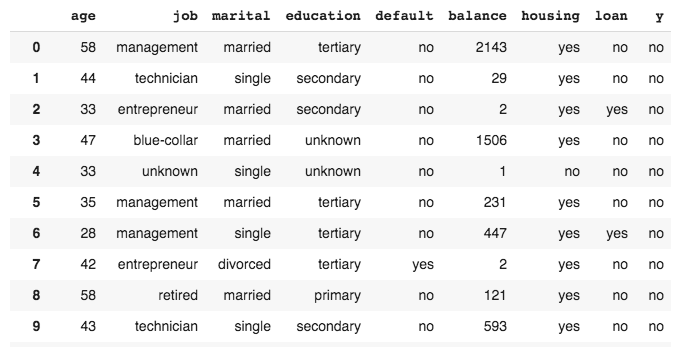 age job marital education default balance housing loan y
0 58 management married tertiary no 2143 yes no no
1 44 technician single secondary no 29 yes no no
2 33 entrepreneur married secondary no 2 yes yes no
3 47 blue-collar married unknown no 1506 yes no no
4 33 unknown single unknown no 1 no no no
5 35 management married tertiary no 231 yes no no
6 28 management single tertiary no 447 yes yes no
7 42 entrepreneur divorced tertiary yes 2 yes no no
8 58 retired married primary no 121 yes no no
9 43 technician single secondary no 593 yes no no